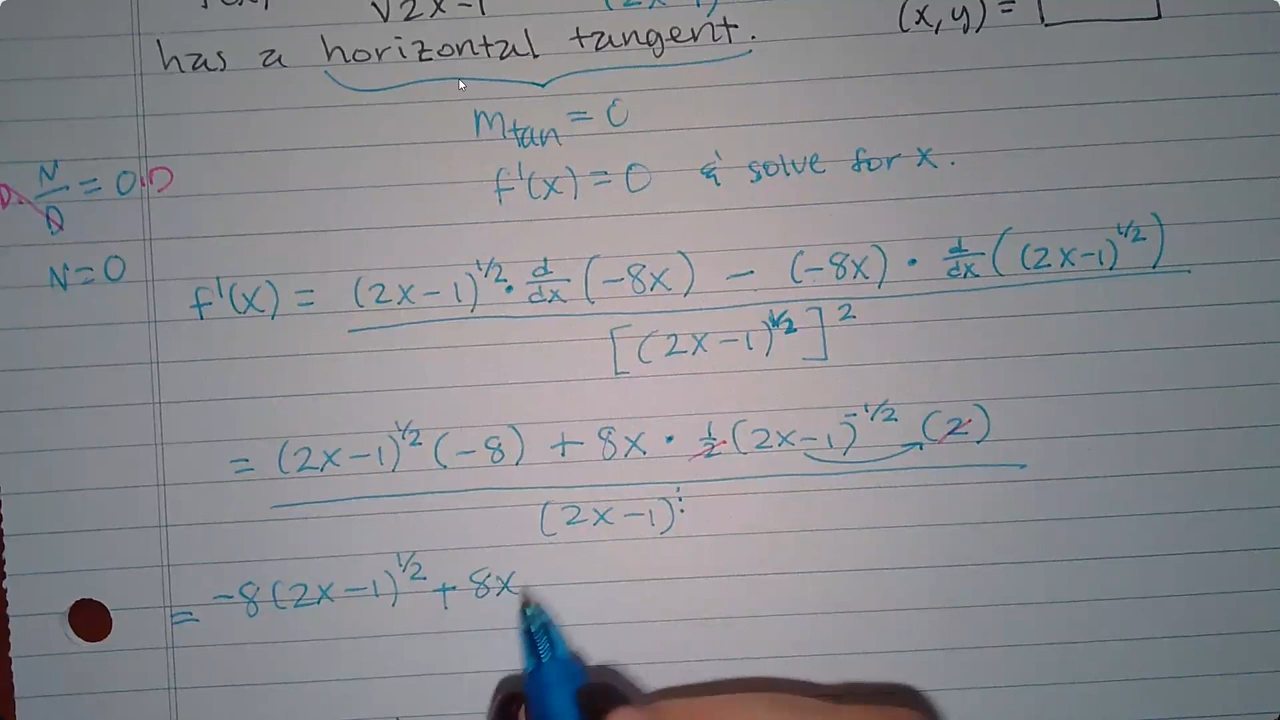 √2x-1 (x,y) =
has a horizontal tangent.
m_tan = 0
D. N/D = 0 · D
f'(x) = 0 & solve for x.
N = 0
f'(x) = (2x-1)^1/2 · d/dx (-8x) - (-8x) · d/dx ((2x-1)^1/2)
[(2x-1)^1/2]^2
= (2x-1)^1/2 (-8) + 8x · 1/2 (2x-1)^-1/2 (2)
(2x-1)
= -8(2x-1)^1/2 + 8x